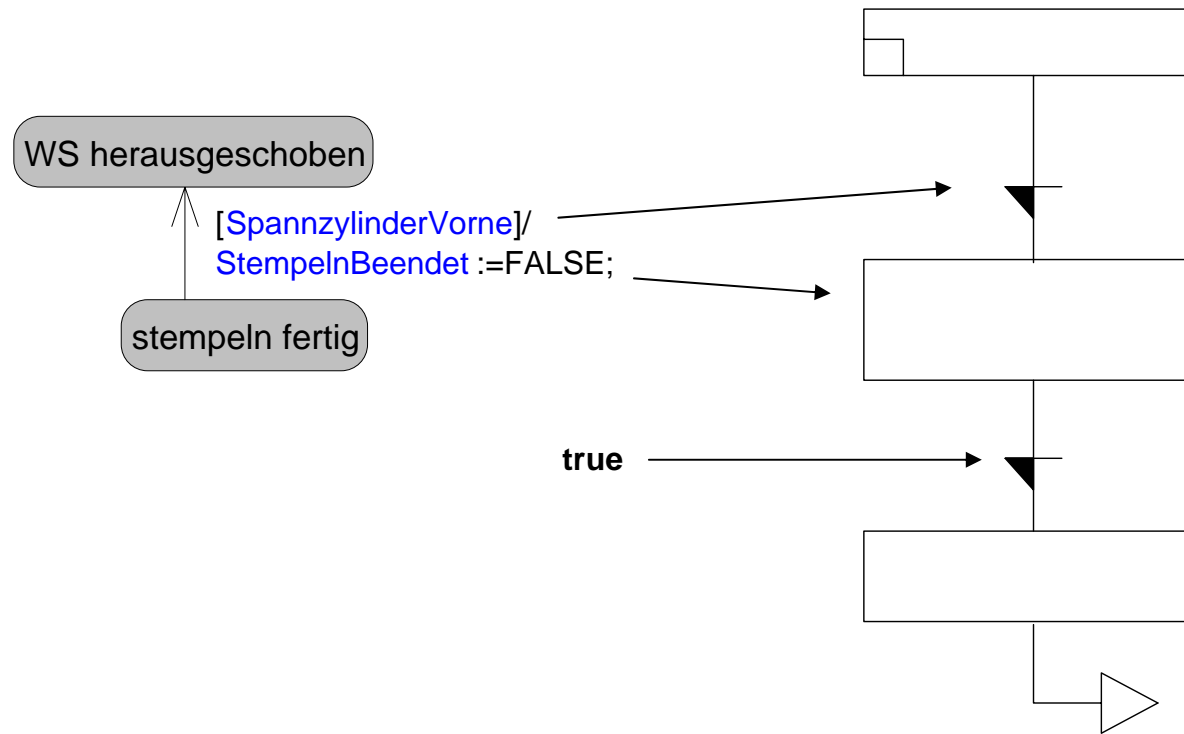 WS herausgeschoben
[SpannzylinderVorne]/
StempelnBeendet :=FALSE;
stempeln fertig
true